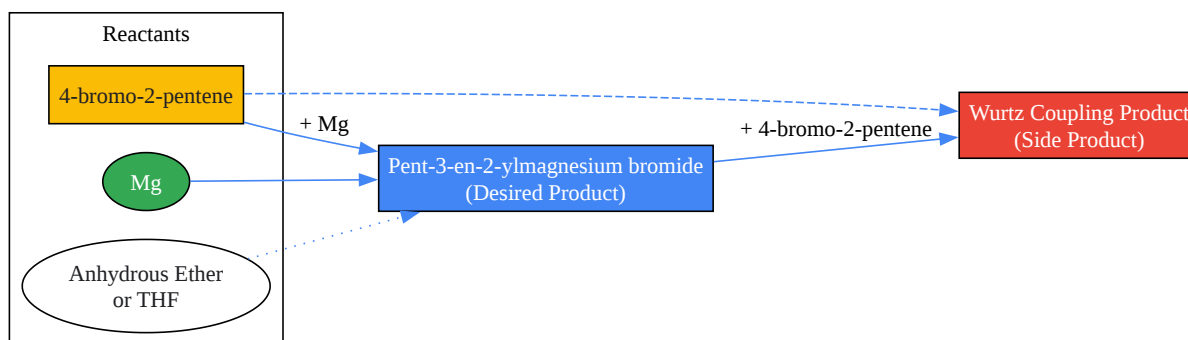 Reactants
4-bromo-2-pentene
+ Mg
Mg
Anhydrous Ether
or THF
Pent-3-en-2-ylmagnesium bromide
(Desired Product)
+ 4-bromo-2-pentene
Wurtz Coupling Product
(Side Product)